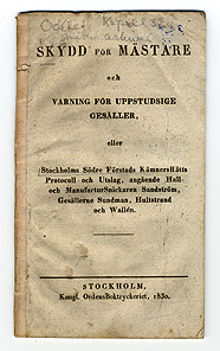 SKYDD FÖR MÄSTARE
och
VARNING FÖR UPPSTUDSIGE
GESÄLLER,
eller
Stockholms Södre Förstads KämnersRätts
Protocoll och Utslag, angående Hall-
och ManufacturSnickaren Sandström,
Gesällerne Sundman, Hultstrand
och Wallén.
STOCKHOLM,
Kongl. OrdensBoktryckeriet, 1830.